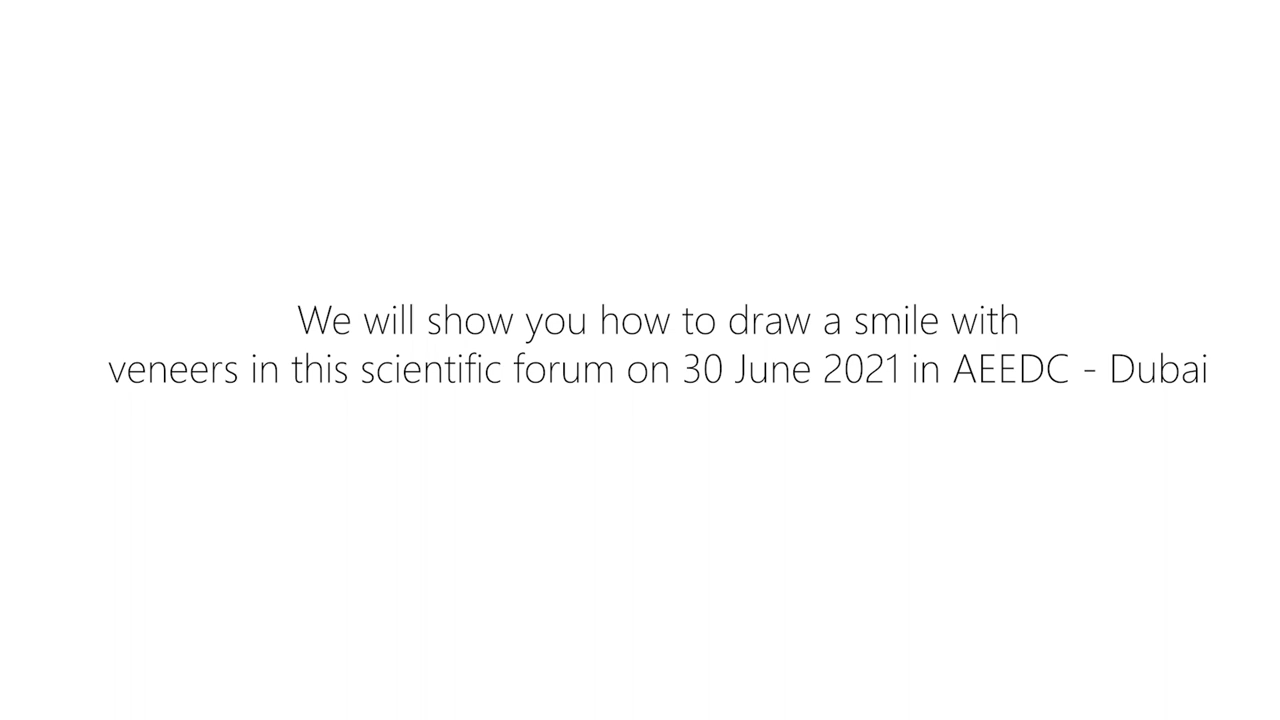 We will show you how to draw a smile with
veneers in this scientific forum on 30 June 2021 in AEEDC - Dubai